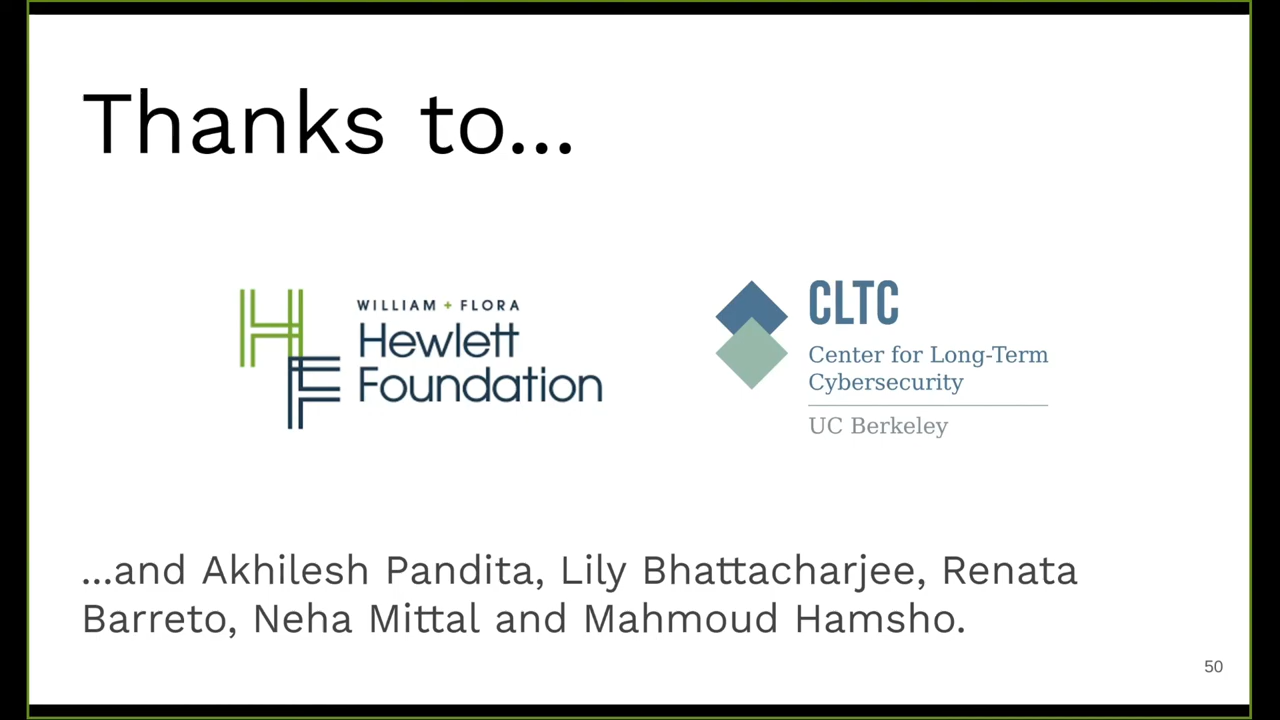 Thanks to...
WILLIAM + FLORA
Hewlett
Foundation
CLTC
Center for Long-Term
Cybersecurity
UC Berkeley
...and Akhilesh Pandita, Lily Bhattacharjee, Renata
Barreto, Neha Mittal and Mahmoud Hamsho.
50